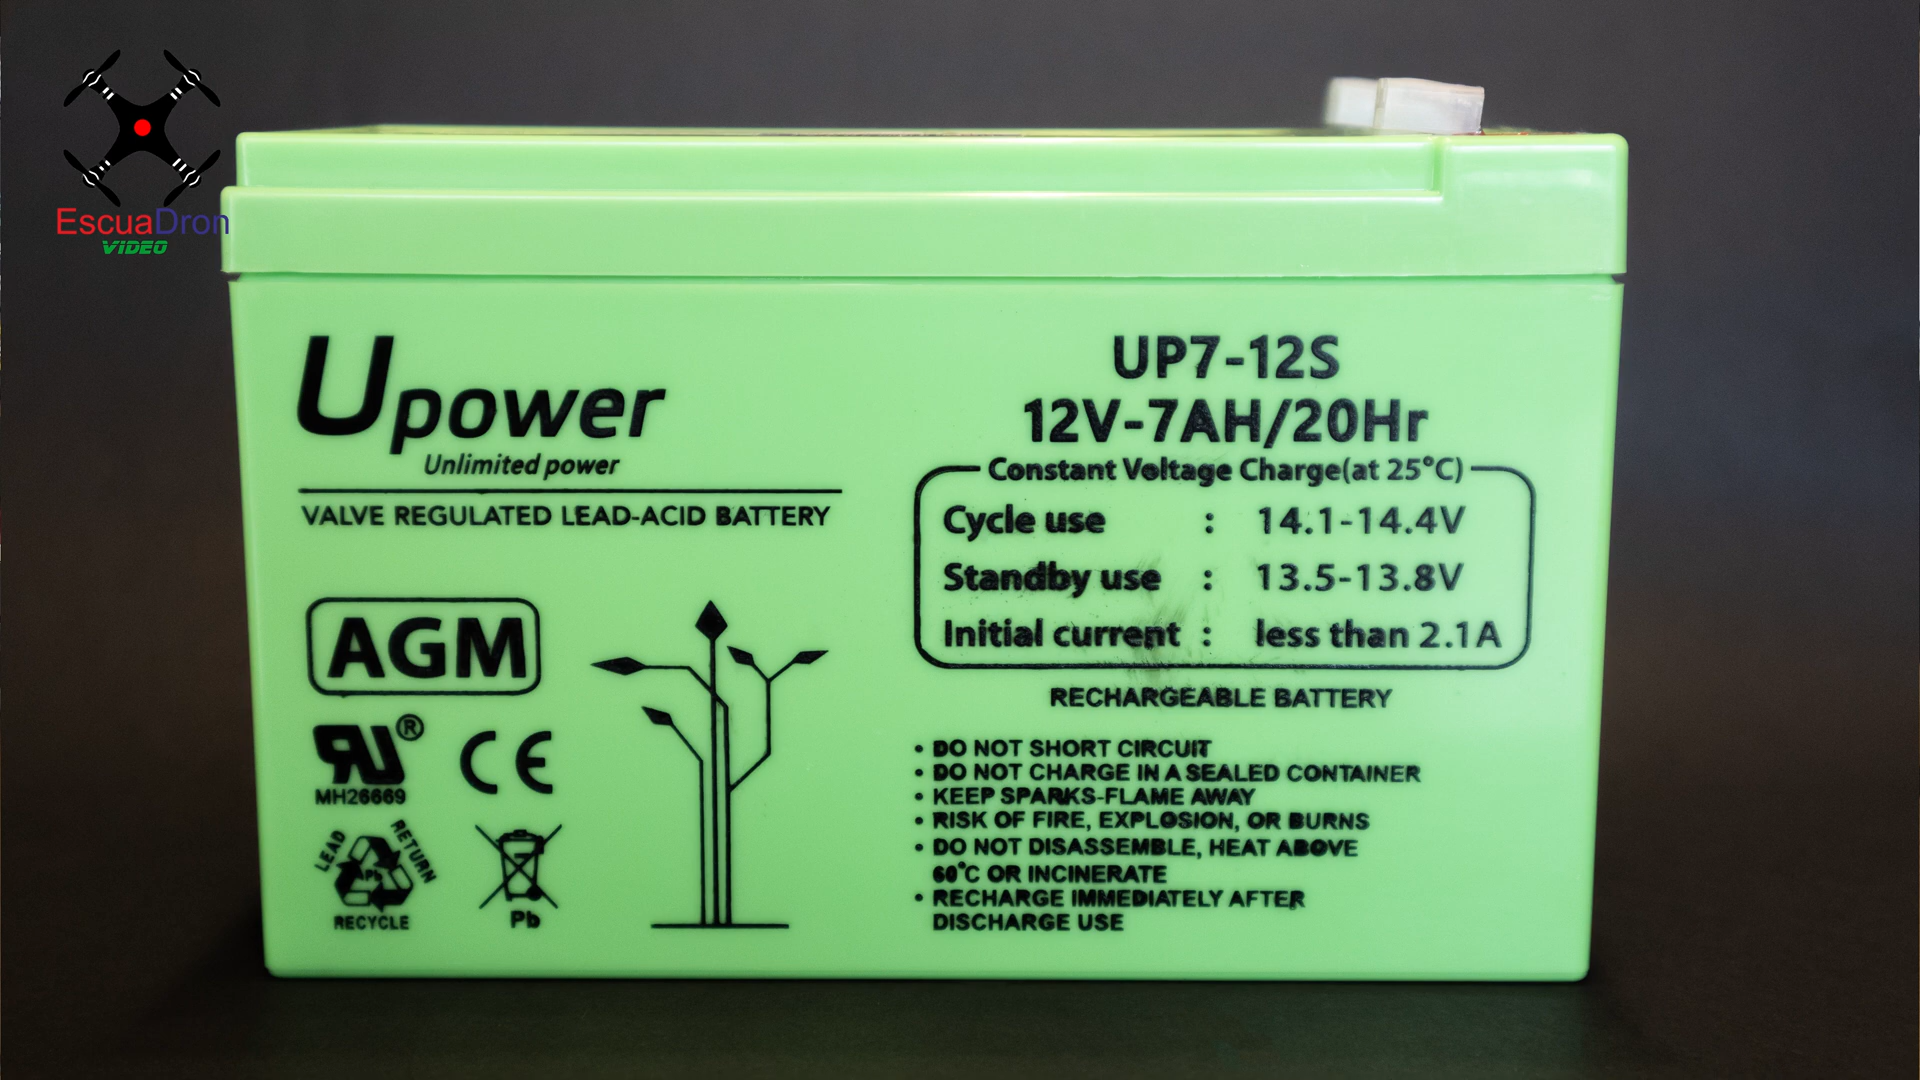 EscuaDron
VIDEO
Upower
Unlimited power
VALVE REGULATED LEAD-ACID BATTERY
AGM
RU®
MH26669
CE
LEAD RETURN
Pb
RECYCLE
Pb
UP7-12S
12V-7AH/20Hr
Constant Voltage Charge(at 25°C)
Cycle use : 14.1-14.4V
Standby use : 13.5-13.8V
Initial current : less than 2.1A
RECHARGEABLE BATTERY
• DO NOT SHORT CIRCUIT
• DO NOT CHARGE IN A SEALED CONTAINER
• KEEP SPARKS-FLAME AWAY
• RISK OF FIRE, EXPLOSION, OR BURNS
• DO NOT DISASSEMBLE, HEAT ABOVE
60°C OR INCINERATE
• RECHARGE IMMEDIATELY AFTER
DISCHARGE USE